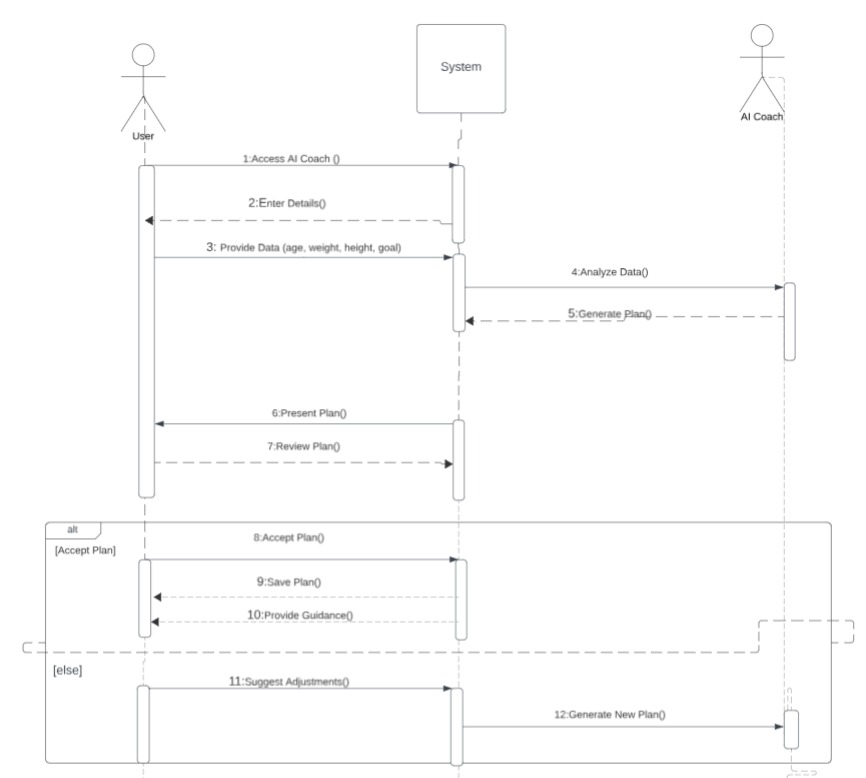 System
User
AI Coach
1:Access AI Coach ()
2:Enter Details()
3: Provide Data (age, weight, height, goal)
4:Analyze Data()
5:Generate Plan()
6:Present Plan()
7:Review Plan()
alt
8:Accept Plan()
[Accept Plan]
9:Save Plan()
10:Provide Guidance()
[else]
11:Suggest Adjustments()
12:Generate New Plan()